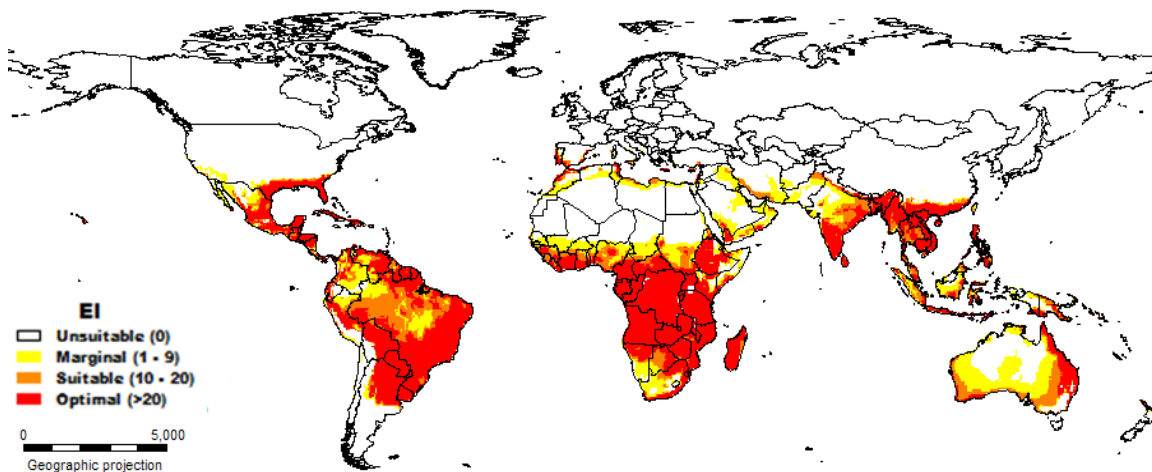 EI
Unsuitable (0)
Marginal (1 - 9)
Suitable (10 - 20)
Optimal (>20)
0 5,000
Geographic projection